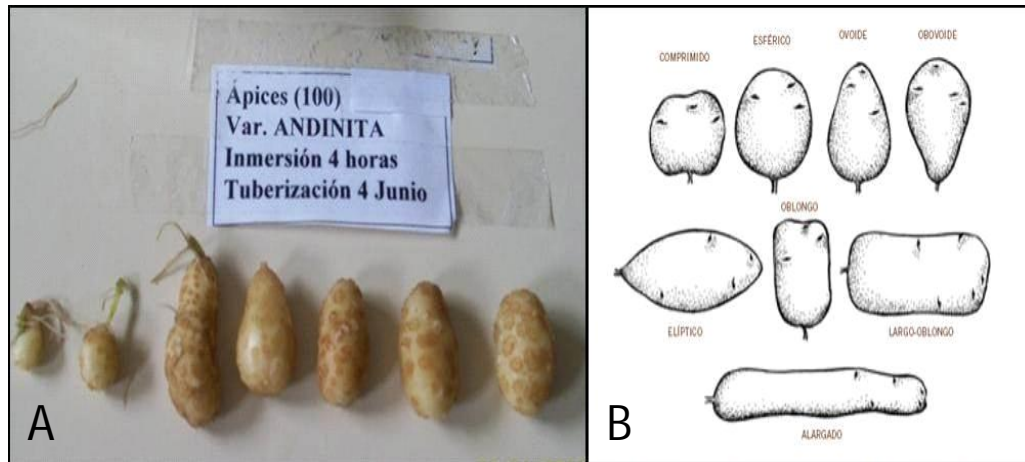 Ápices (100)
Var. ANDINITA
Inmersión 4 horas
Tuberización 4 Junio
A
COMPRIMIDO
ESFÉRICO
OVOIDE
OBOVOIDE
OBLONGO
ELÍPTICO
LARGO-OBLONGO
ALARGADO
B